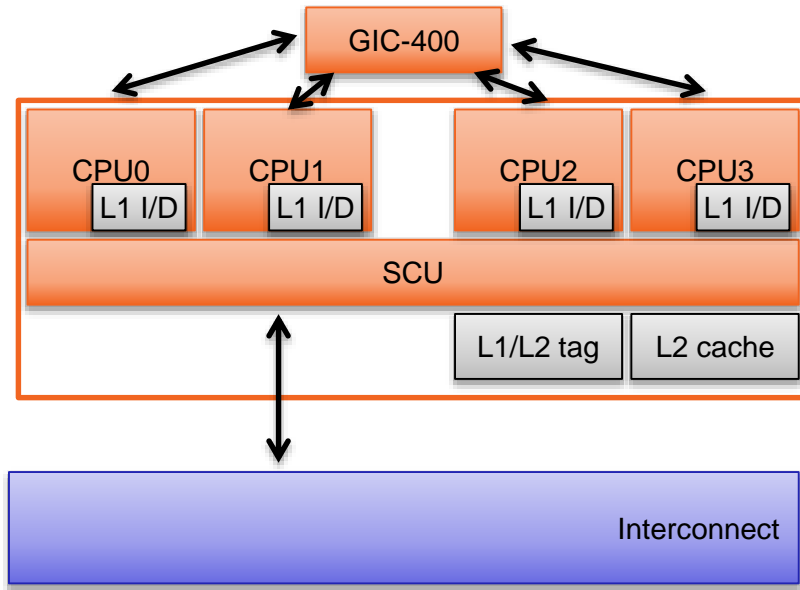 GIC-400
CPU0
CPU1
CPU2
CPU3
L1 I/D
L1 I/D
L1 I/D
L1 I/D
SCU
L1/L2 tag
L2 cache
Interconnect